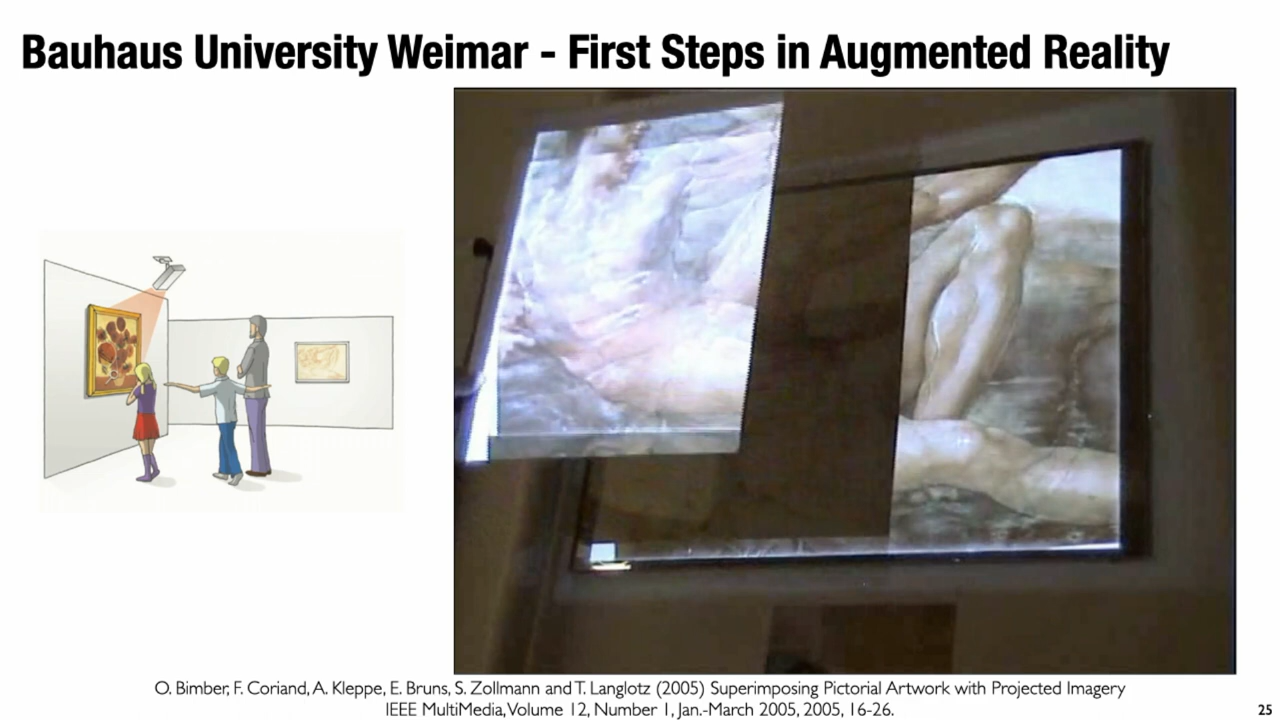 Bauhaus University Weimar - First Steps in Augmented Reality
O. Bimber, F. Coriand, A. Kleppe, E. Bruns, S. Zollmann and T. Langlotz (2005) Superimposing Pictorial Artwork with Projected Imagery
IEEE MultiMedia, Volume 12, Number 1, Jan.-March 2005, 2005, 16-26.
25